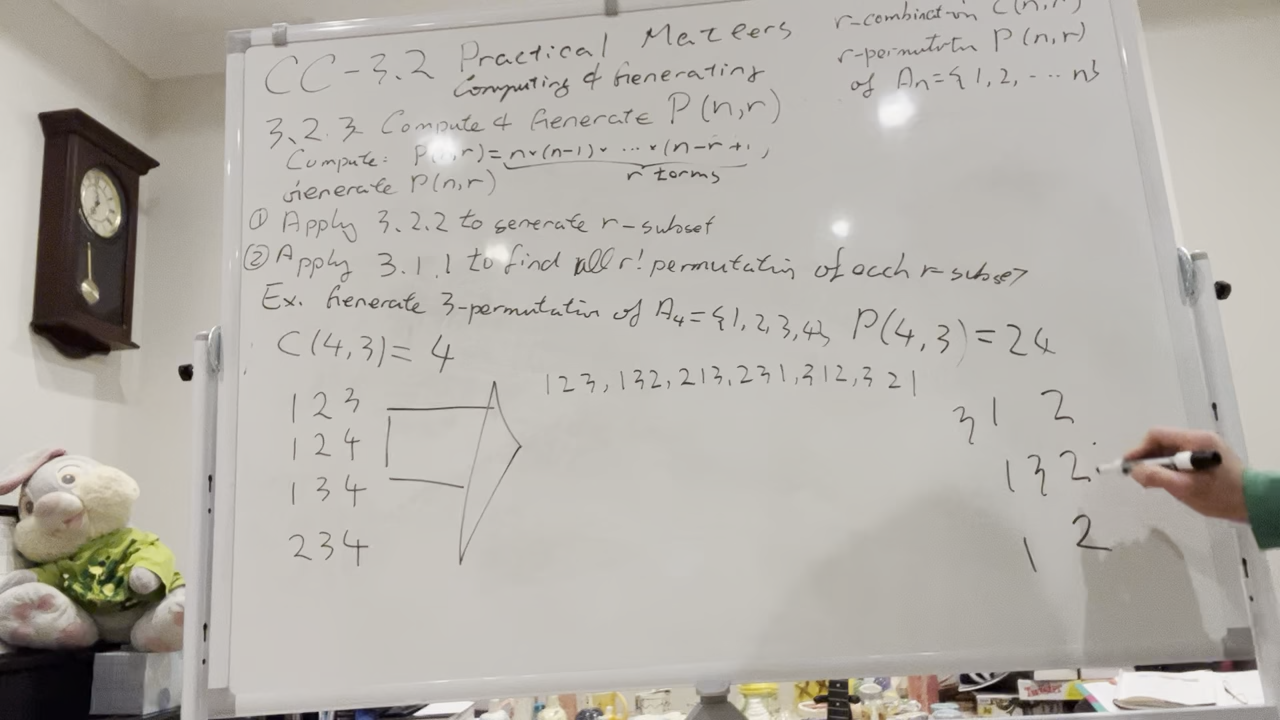 CC-3.2 Practical Matters
Computing & Generating
r-combination C(n,r)
r-permutatn P(n,r)
of An={1,2,...n}
3.2.3 Compute & Generate P(n,r)
Compute: P(n,r)=n×(n-1)×...×(n-r+1,
r terms
Generate P(n,r)
① Apply 3.2.2 to generate r-subset
② Apply 3.1.1 to find all r! permutatin of each r-subset
Ex. Generate 3-permutatin of A4={1,2,3,4}, P(4,3)=24
C(4,3)=4
123,132,213,231,312,321
123
124
134
234
31 2
132
1 2